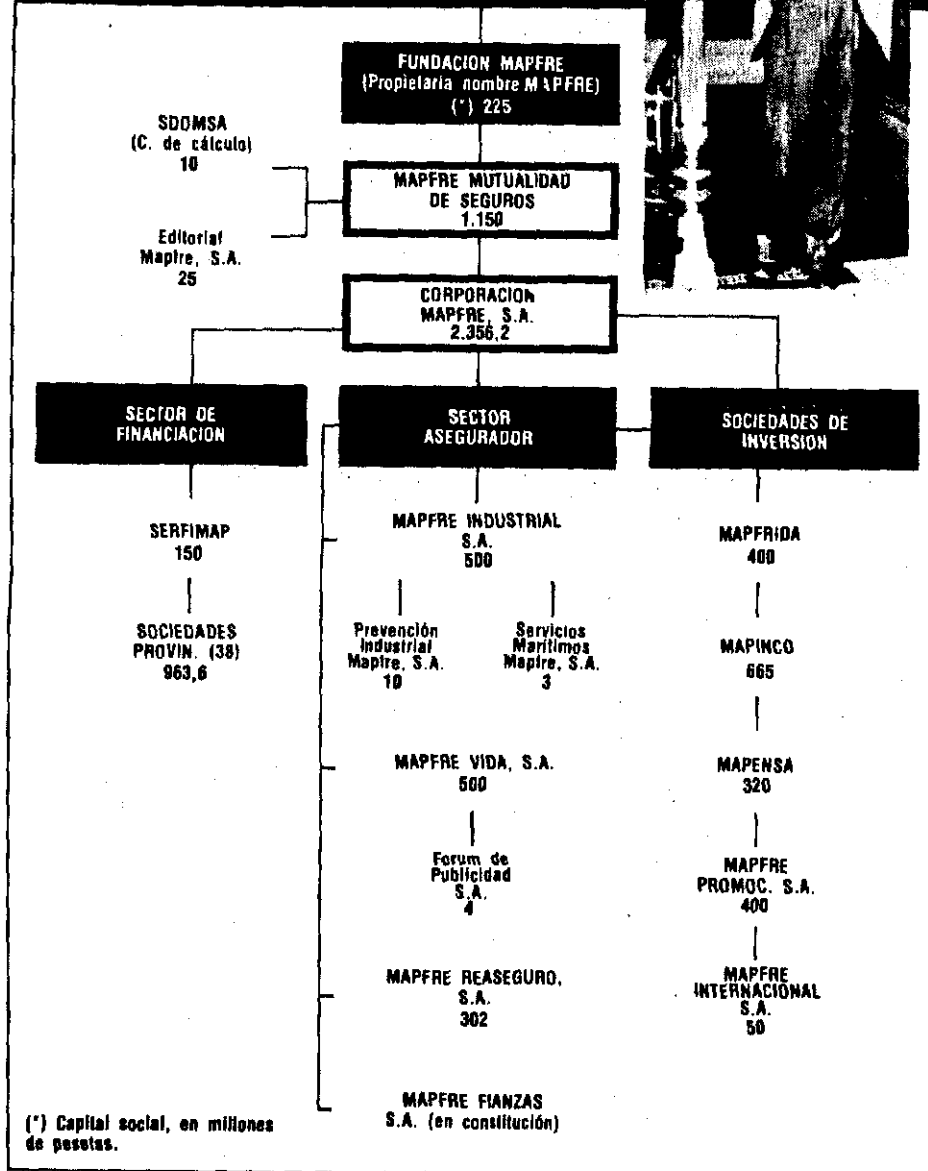 FUNDACION MAPFRE
(Propietaria nombre MAPFRE)
(*) 225
SDOMSA
(C. de cálculo)
10
MAPFRE MUTUALIDAD
DE SEGUROS
1.150
Editorial
Mapfre, S.A.
25
CORPORACION
MAPFRE, S.A.
2.356,2
SECTOR DE
FINANCIACION
SECTOR
ASEGURADOR
SOCIEDADES DE
INVERSION
SERFIMAP
150
SOCIEDADES
PROVIN. (38)
963,6
MAPFRE INDUSTRIAL
S.A.
500
Prevención
Industrial
Mapfre, S.A.
10
Servicios
Marítimos
Mapfre, S.A.
3
MAPFRE VIDA, S.A.
500
Forum de
Publicidad
S.A.
4
MAPFRE REASEGURO,
S.A.
302
MAPFRE FIANZAS
S.A. (en constitución)
MAPFRIDA
400
MAPINCO
665
MAPENSA
320
MAPFRE
PROMOC. S.A.
400
MAPFRE
INTERNACIONAL
S.A.
50
(*) Capital social, en millones
de pesetas.